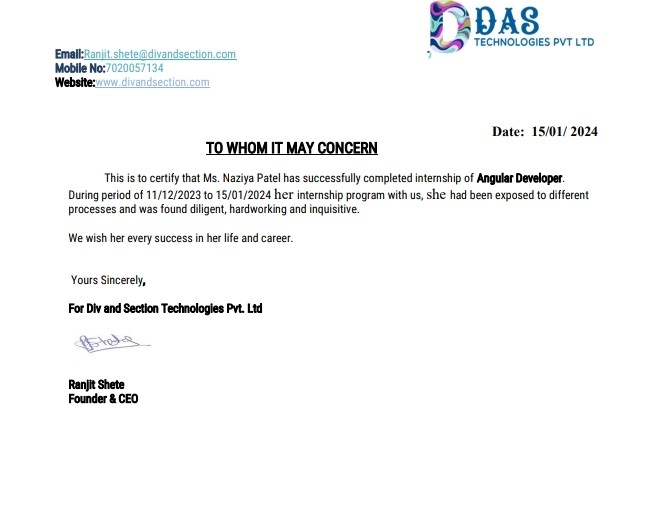 DAS
TECHNOLOGIES PVT LTD
Email:Ranjit.shete@divandsection.com
Mobile No:7020057134
Website:www.divandsection.com
Date: 15/01/ 2024
TO WHOM IT MAY CONCERN
This is to certify that Ms. Naziya Patel has successfully completed internship of Angular Developer.
During period of 11/12/2023 to 15/01/2024 her internship program with us, she had been exposed to different
processes and was found diligent, hardworking and inquisitive.
We wish her every success in her life and career.
Yours Sincerely,
For Div and Section Technologies Pvt. Ltd
Ranjit Shete
Founder & CEO